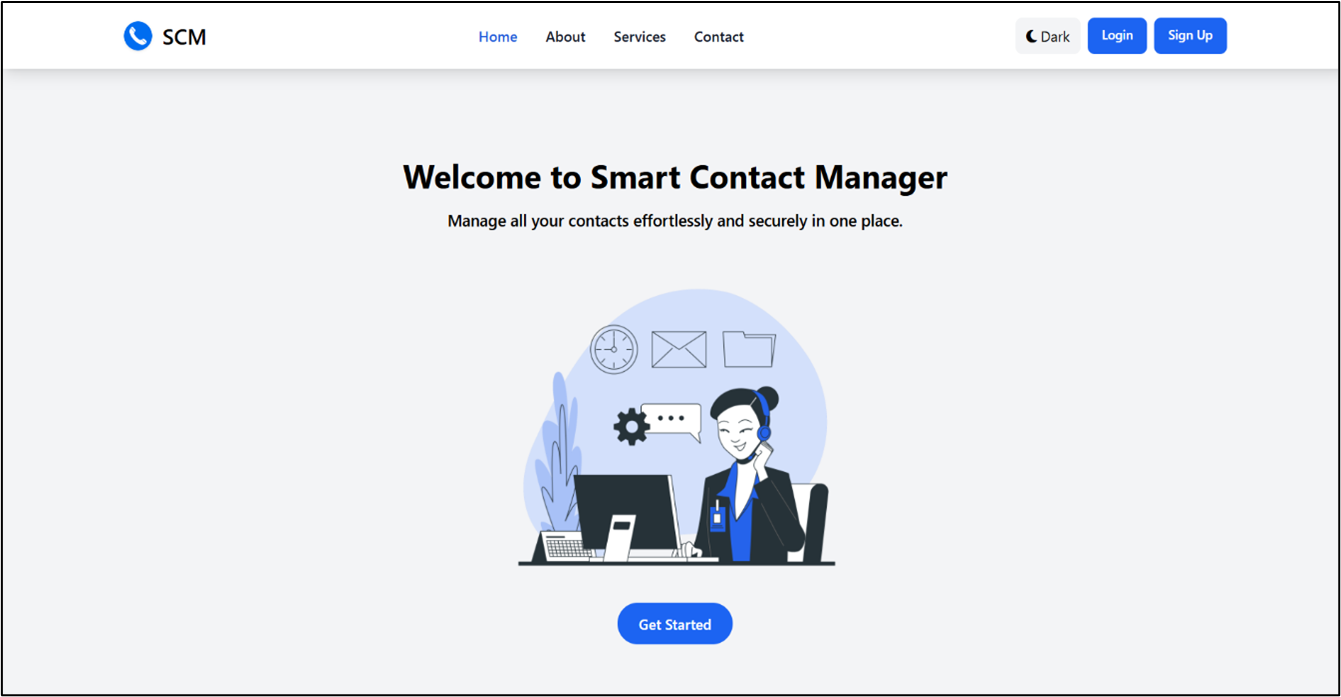 SCM
Home About Services Contact
Dark Login Sign Up
Welcome to Smart Contact Manager
Manage all your contacts effortlessly and securely in one place.
Get Started